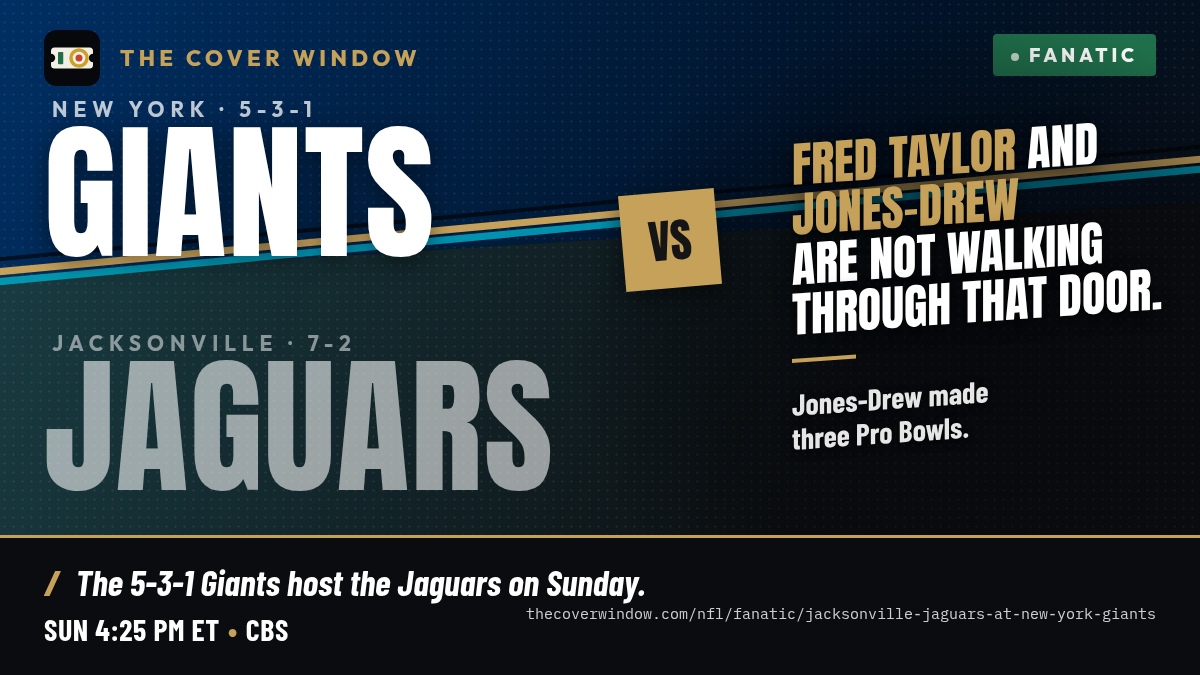 THE COVER WINDOW
• FANATIC
NEW YORK · 5-3-1
GIANTS
VS
JACKSONVILLE · 7-2
JAGUARS
FRED TAYLOR AND
JONES-DREW
ARE NOT WALKING
THROUGH THAT DOOR.
Jones-Drew made
three Pro Bowls.
/ The 5-3-1 Giants host the Jaguars on Sunday.
SUN 4:25 PM ET • CBS
thecoverwindow.com/nfl/fanatic/jacksonville-jaguars-at-new-york-giants